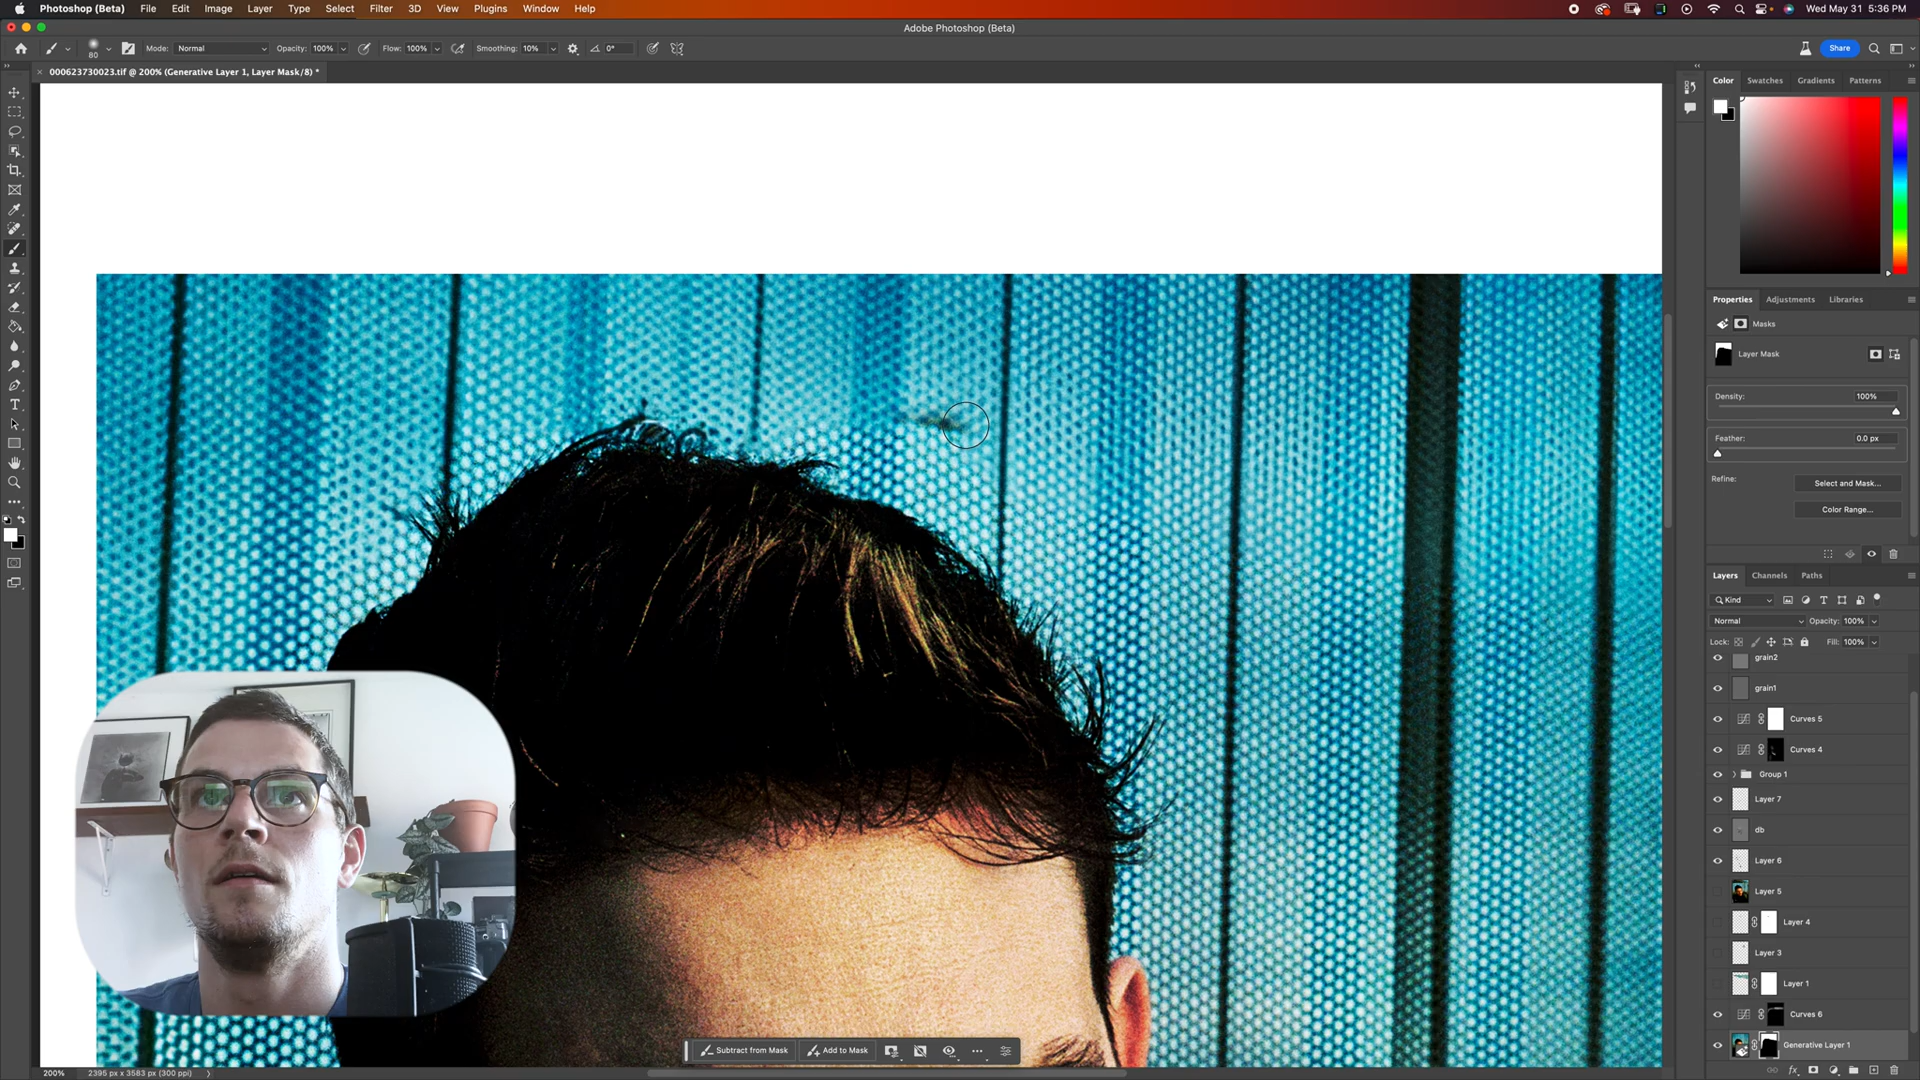 Photoshop (Beta) File Edit Image Layer Type Select Filter 3D View Plugins Window Help Wed May 31 5:36 PM
Adobe Photoshop (Beta)
80 Mode: Normal Opacity: 100% Flow: 100% Smoothing: 10% 0° Share
000623730023.tif @ 200% (Generative Layer 1, Layer Mask/8) *
Color Swatches Gradients Patterns
Properties Adjustments Libraries
Masks
Layer Mask
Density: 100%
Feather: 0.0 px
Refine: Select and Mask...
Color Range...
Layers Channels Paths
Kind
Normal Opacity: 100%
Lock: Fill: 100%
grain2
grain1
Curves 5
Curves 4
Group 1
Layer 7
db
Layer 6
Layer 5
Layer 4
Layer 3
Layer 1
Curves 6
Generative Layer 1
Subtract from Mask Add to Mask
200% 2395 px x 3583 px (300 ppi)